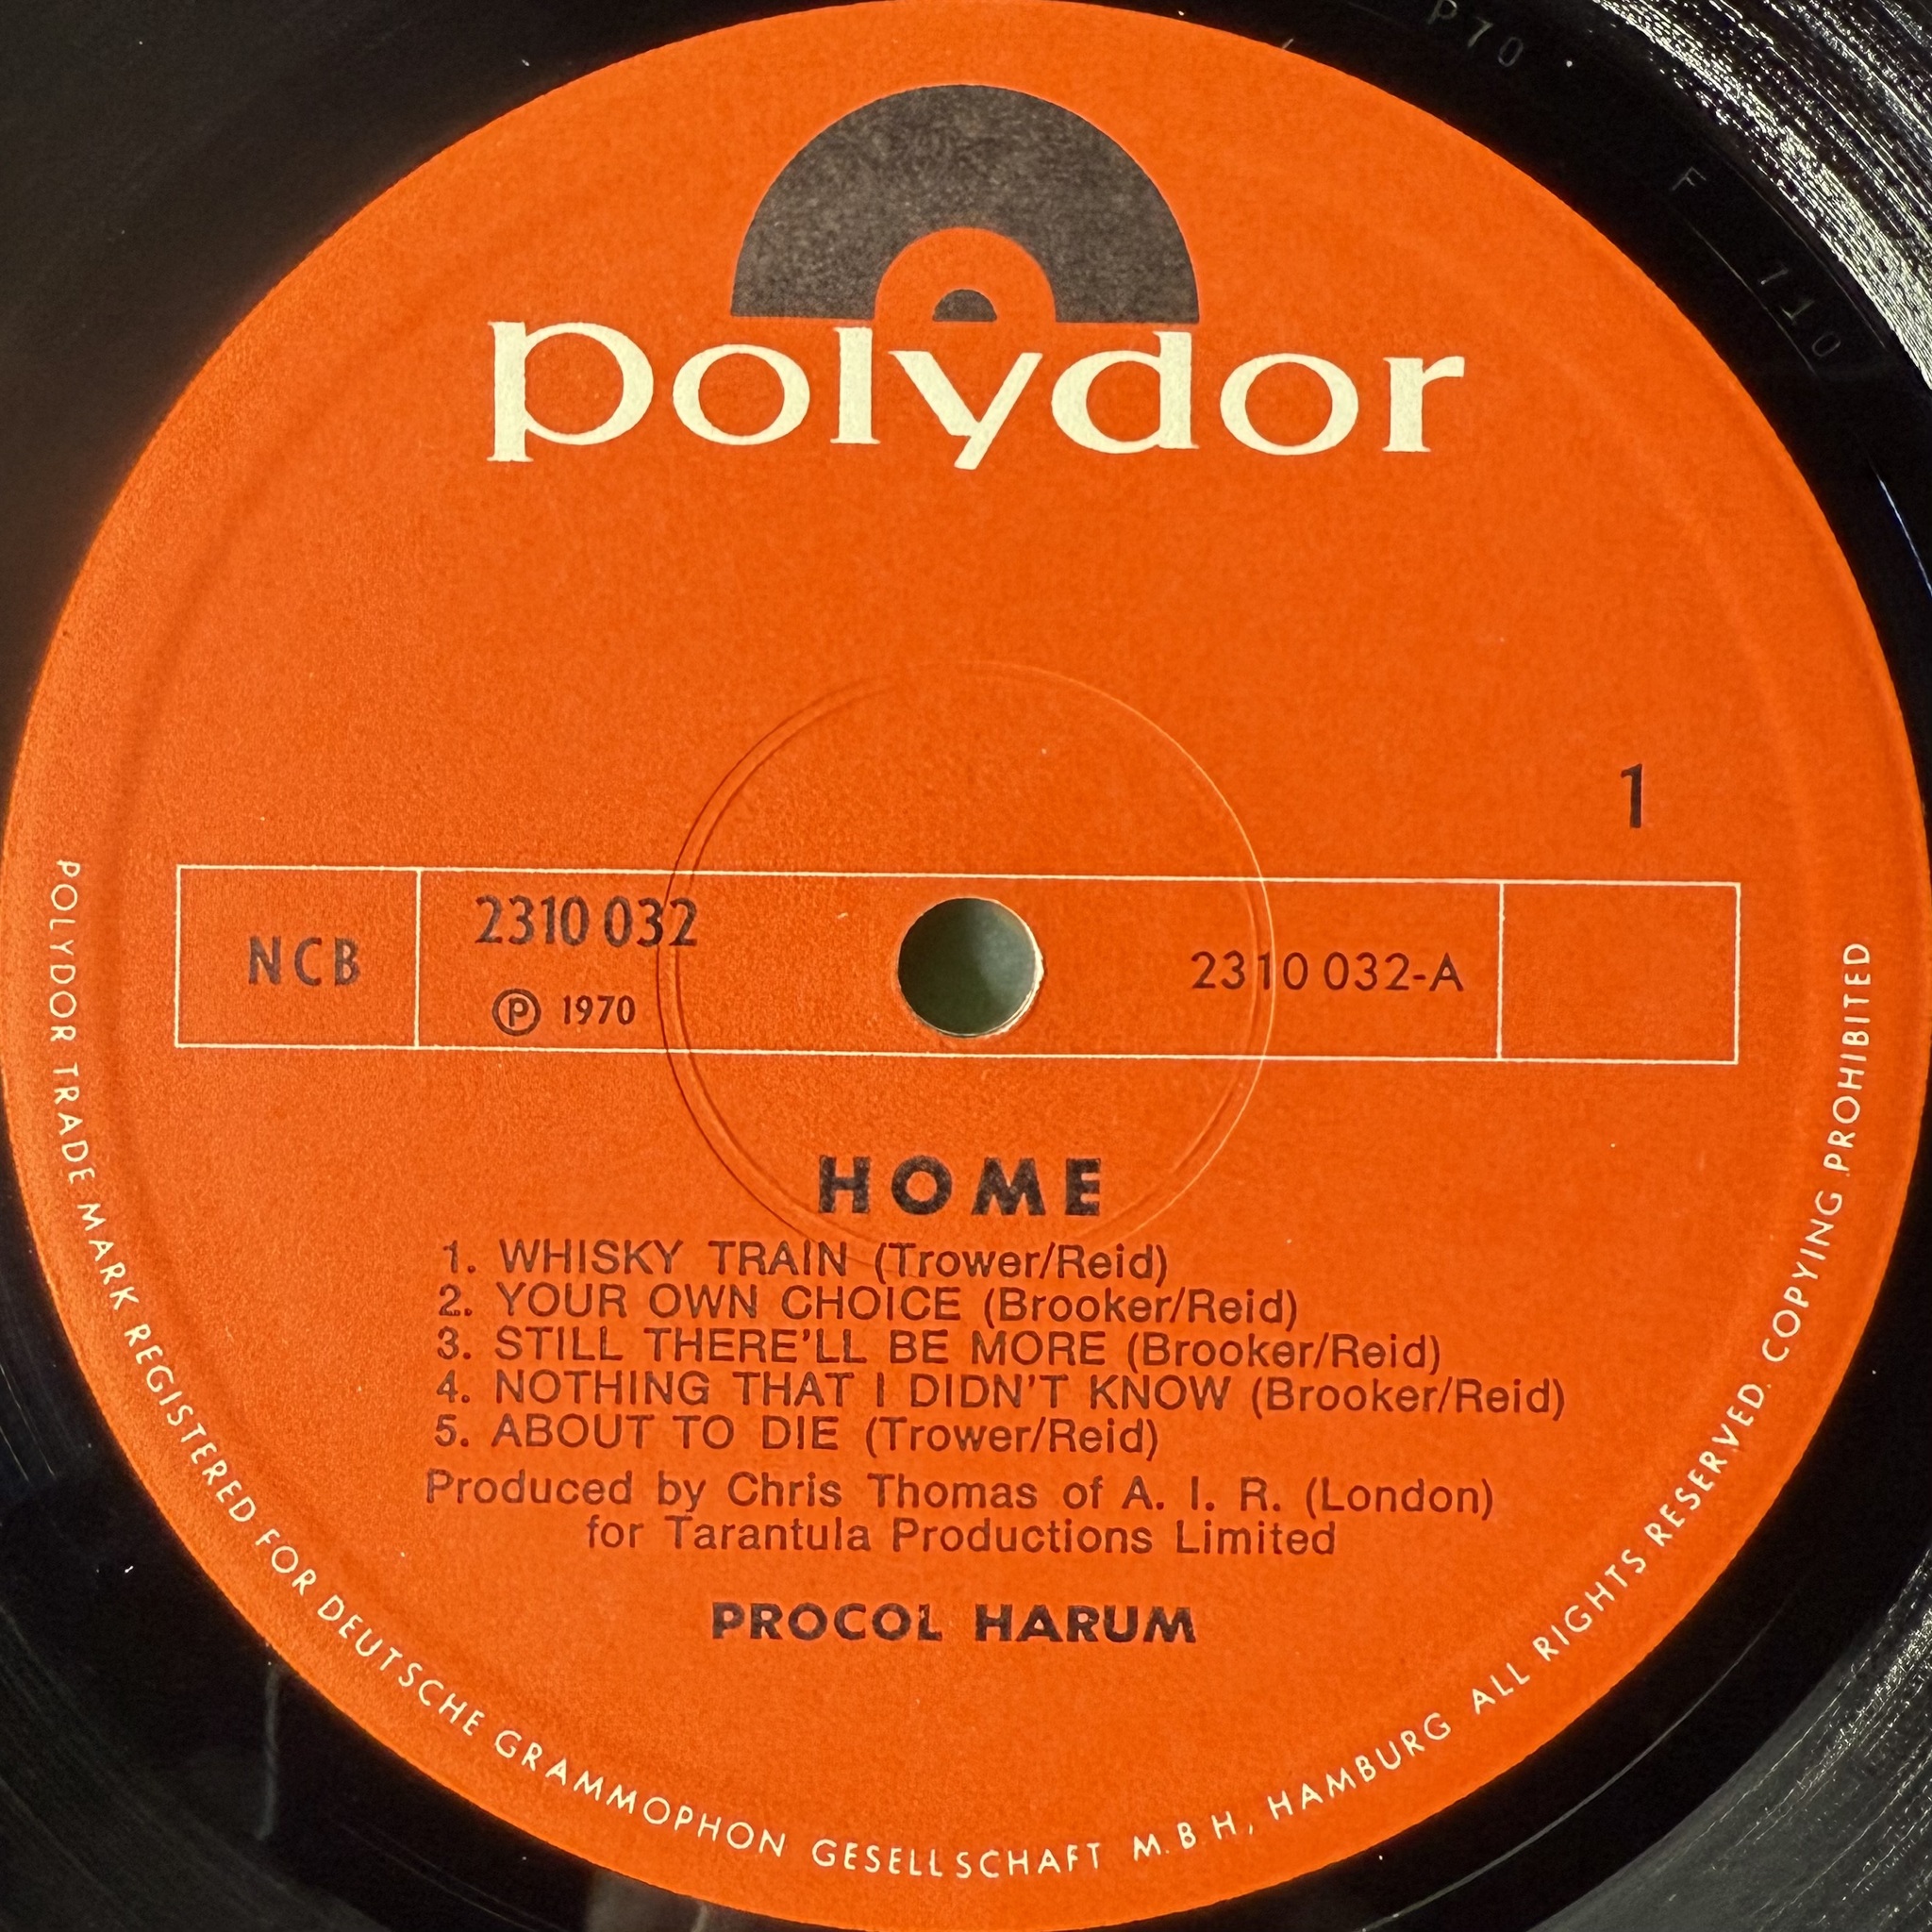 P70
F 710
polydor
1
NCB
2310 032
℗ 1970
2310 032-A
HOME
1. WHISKY TRAIN (Trower/Reid)
2. YOUR OWN CHOICE (Brooker/Reid)
3. STILL THERE'LL BE MORE (Brooker/Reid)
4. NOTHING THAT I DIDN'T KNOW (Brooker/Reid)
5. ABOUT TO DIE (Trower/Reid)
Produced by Chris Thomas of A. I. R. (London)
for Tarantula Productions Limited
PROCOL HARUM
POLYDOR TRADE MARK REGISTERED FOR DEUTSCHE GRAMMOPHON GESELLSCHAFT M.B H, HAMBURG ALL RIGHTS RESERVED. COPYING PROHIBITED